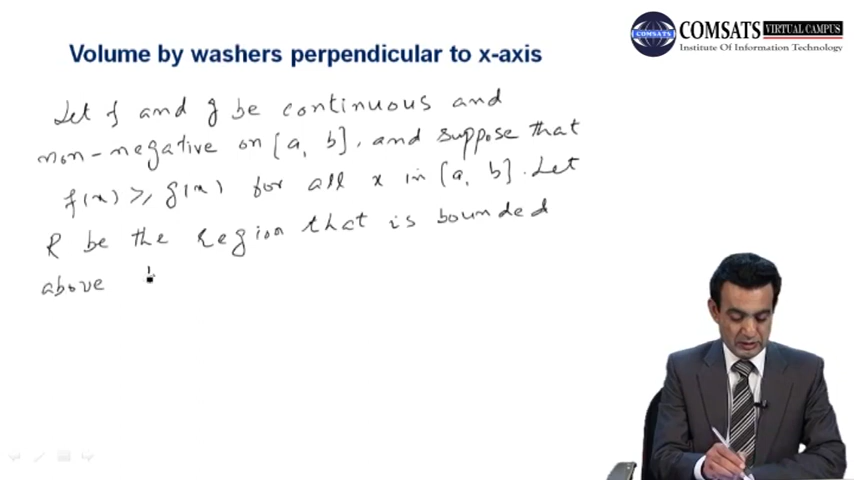 COMSATS VIRTUAL CAMPUS
COMSATS
Institute Of Information Technology
Volume by washers perpendicular to x-axis
Let f and g be continuous and
non-negative on [a, b], and suppose that
f(x) ≥ g(x) for all x in [a, b]. Let
R be the region that is bounded
above